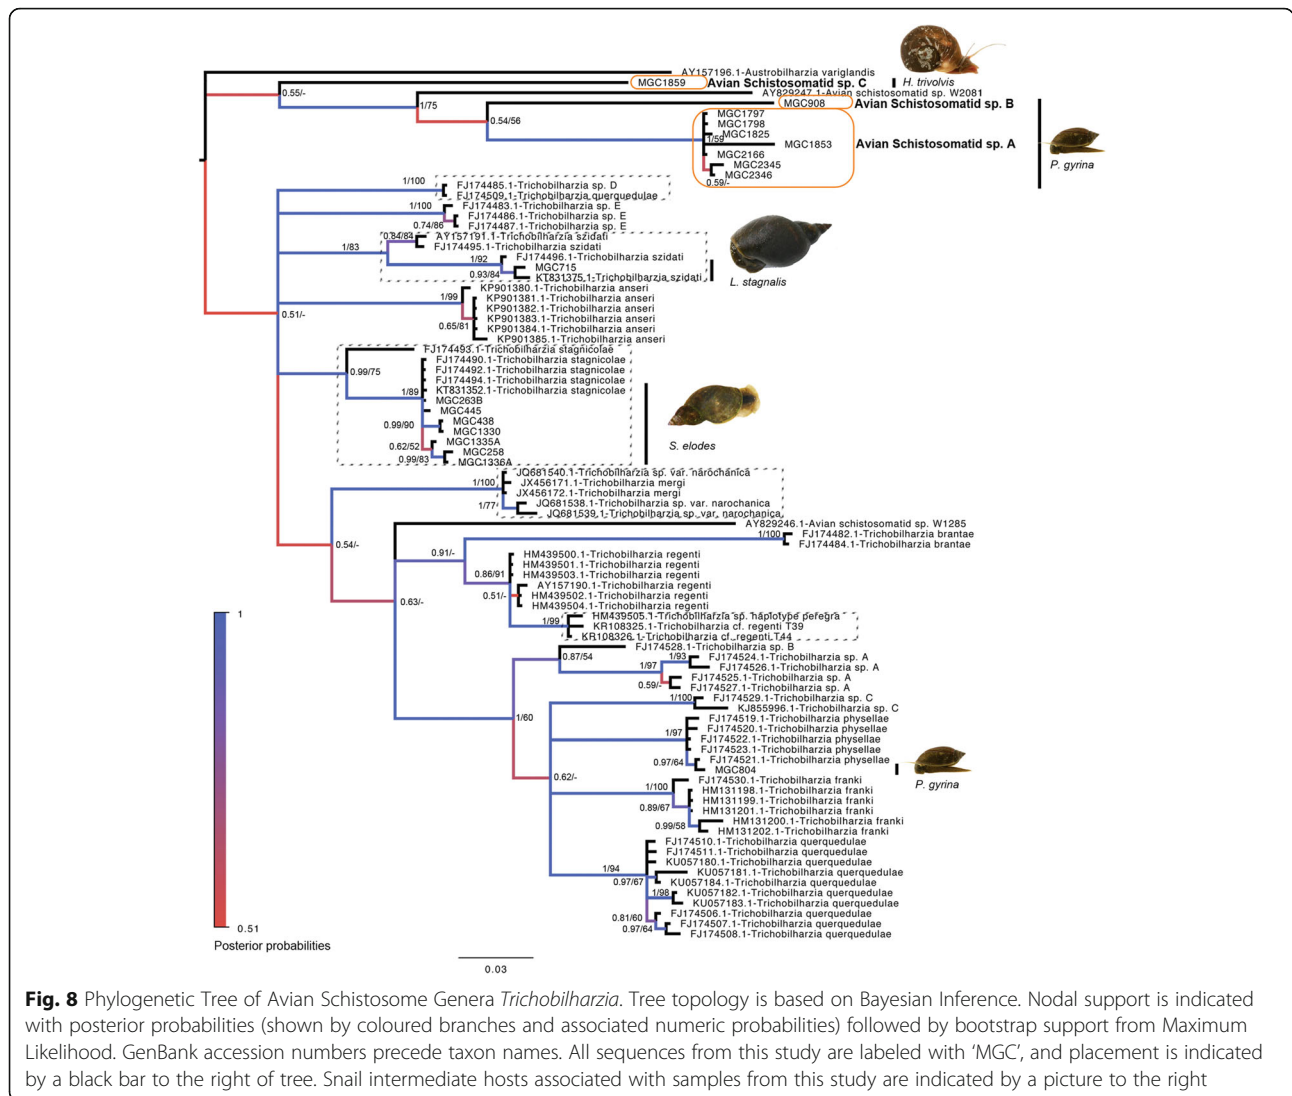 AY157196.1-Austrobilharzia variglandis
MGC1859 Avian Schistosomatid sp. C
H. trivolvis
0.55/-
AY829247.1-Avian schistosomatid sp. W2081
1/75
MGC908 Avian Schistosomatid sp. B
0.54/56
MGC1797
MGC1798
MGC1825
1/59
MGC1853
Avian Schistosomatid sp. A
MGC2166
MGC2345
MGC2346
0.59/-
P. gyrina
1/100
FJ174485.1-Trichobilharzia sp. D
FJ174509.1-Trichobilharzia querquedulae
1/100
FJ174483.1-Trichobilharzia sp. E
FJ174486.1-Trichobilharzia sp. E
0.74/86
FJ174487.1-Trichobilharzia sp. E
0.84/84
AY157191.1-Trichobilharzia szidati
FJ174495.1-Trichobilharzia szidati
1/83
1/92
FJ174496.1-Trichobilharzia szidati
MGC715
0.93/84
KT831375.1-Trichobilharzia szidati
L. stagnalis
KP901380.1-Trichobilharzia anseri
1/99
KP901381.1-Trichobilharzia anseri
KP901382.1-Trichobilharzia anseri
KP901383.1-Trichobilharzia anseri
0.65/81
KP901384.1-Trichobilharzia anseri
KP901385.1-Trichobilharzia anseri
0.51/-
FJ174493.1-Trichobilharzia stagnicolae
FJ174490.1-Trichobilharzia stagnicolae
0.99/75
FJ174492.1-Trichobilharzia stagnicolae
FJ174494.1-Trichobilharzia stagnicolae
1/89
KT831352.1-Trichobilharzia stagnicolae
MGC263B
MGC445
MGC438
0.99/90
MGC1330
MGC1335A
0.62/52
MGC258
0.99/83
MGC1336A
S. elodes
JQ681540.1-Trichobilharzia sp. var. narochanica
1/100
JX456171.1-Trichobilharzia mergi
JX456172.1-Trichobilharzia mergi
1/77
JQ681538.1-Trichobilharzia sp. var. narochanica
JQ681539.1-Trichobilharzia sp. var. narochanica
0.54/-
AY829246.1-Avian schistosomatid sp. W1285
1/100
FJ174482.1-Trichobilharzia brantae
FJ174484.1-Trichobilharzia brantae
0.91/-
HM439500.1-Trichobilharzia regenti
HM439501.1-Trichobilharzia regenti
0.86/91
HM439503.1-Trichobilharzia regenti
AY157190.1-Trichobilharzia regenti
0.51/-
HM439502.1-Trichobilharzia regenti
HM439504.1-Trichobilharzia regenti
0.63/-
HM439505.1-Trichobilharzia sp. haplotype peregra
1/99
KR108325.1-Trichobilharzia cf. regenti T39
KR108326.1-Trichobilharzia cf. regenti T44
FJ174528.1-Trichobilharzia sp. B
0.87/54
1/93
FJ174524.1-Trichobilharzia sp. A
1/97
FJ174526.1-Trichobilharzia sp. A
FJ174525.1-Trichobilharzia sp. A
0.59/-
FJ174527.1-Trichobilharzia sp. A
1/100
FJ174529.1-Trichobilharzia sp. C
KJ855996.1-Trichobilharzia sp. C
1/60
FJ174519.1-Trichobilharzia physellae
FJ174520.1-Trichobilharzia physellae
1/97
FJ174522.1-Trichobilharzia physellae
FJ174523.1-Trichobilharzia physellae
0.97/64
FJ174521.1-Trichobilharzia physellae
MGC804
P. gyrina
0.62/-
FJ174530.1-Trichobilharzia franki
1/100
HM131198.1-Trichobilharzia franki
HM131199.1-Trichobilharzia franki
0.89/67
HM131201.1-Trichobilharzia franki
HM131200.1-Trichobilharzia franki
0.99/58
HM131202.1-Trichobilharzia franki
FJ174510.1-Trichobilharzia querquedulae
FJ174511.1-Trichobilharzia querquedulae
KU057180.1-Trichobilharzia querquedulae
1/94
KU057181.1-Trichobilharzia querquedulae
0.97/67
KU057184.1-Trichobilharzia querquedulae
1/98
KU057182.1-Trichobilharzia querquedulae
KU057183.1-Trichobilharzia querquedulae
0.81/60
FJ174506.1-Trichobilharzia querquedulae
FJ174507.1-Trichobilharzia querquedulae
0.97/64
FJ174508.1-Trichobilharzia querquedulae
1
0.51
Posterior probabilities
0.03
Fig. 8 Phylogenetic Tree of Avian Schistosome Genera Trichobilharzia. Tree topology is based on Bayesian Inference. Nodal support is indicated
with posterior probabilities (shown by coloured branches and associated numeric probabilities) followed by bootstrap support from Maximum
Likelihood. GenBank accession numbers precede taxon names. All sequences from this study are labeled with ‘MGC’, and placement is indicated
by a black bar to the right of tree. Snail intermediate hosts associated with samples from this study are indicated by a picture to the right